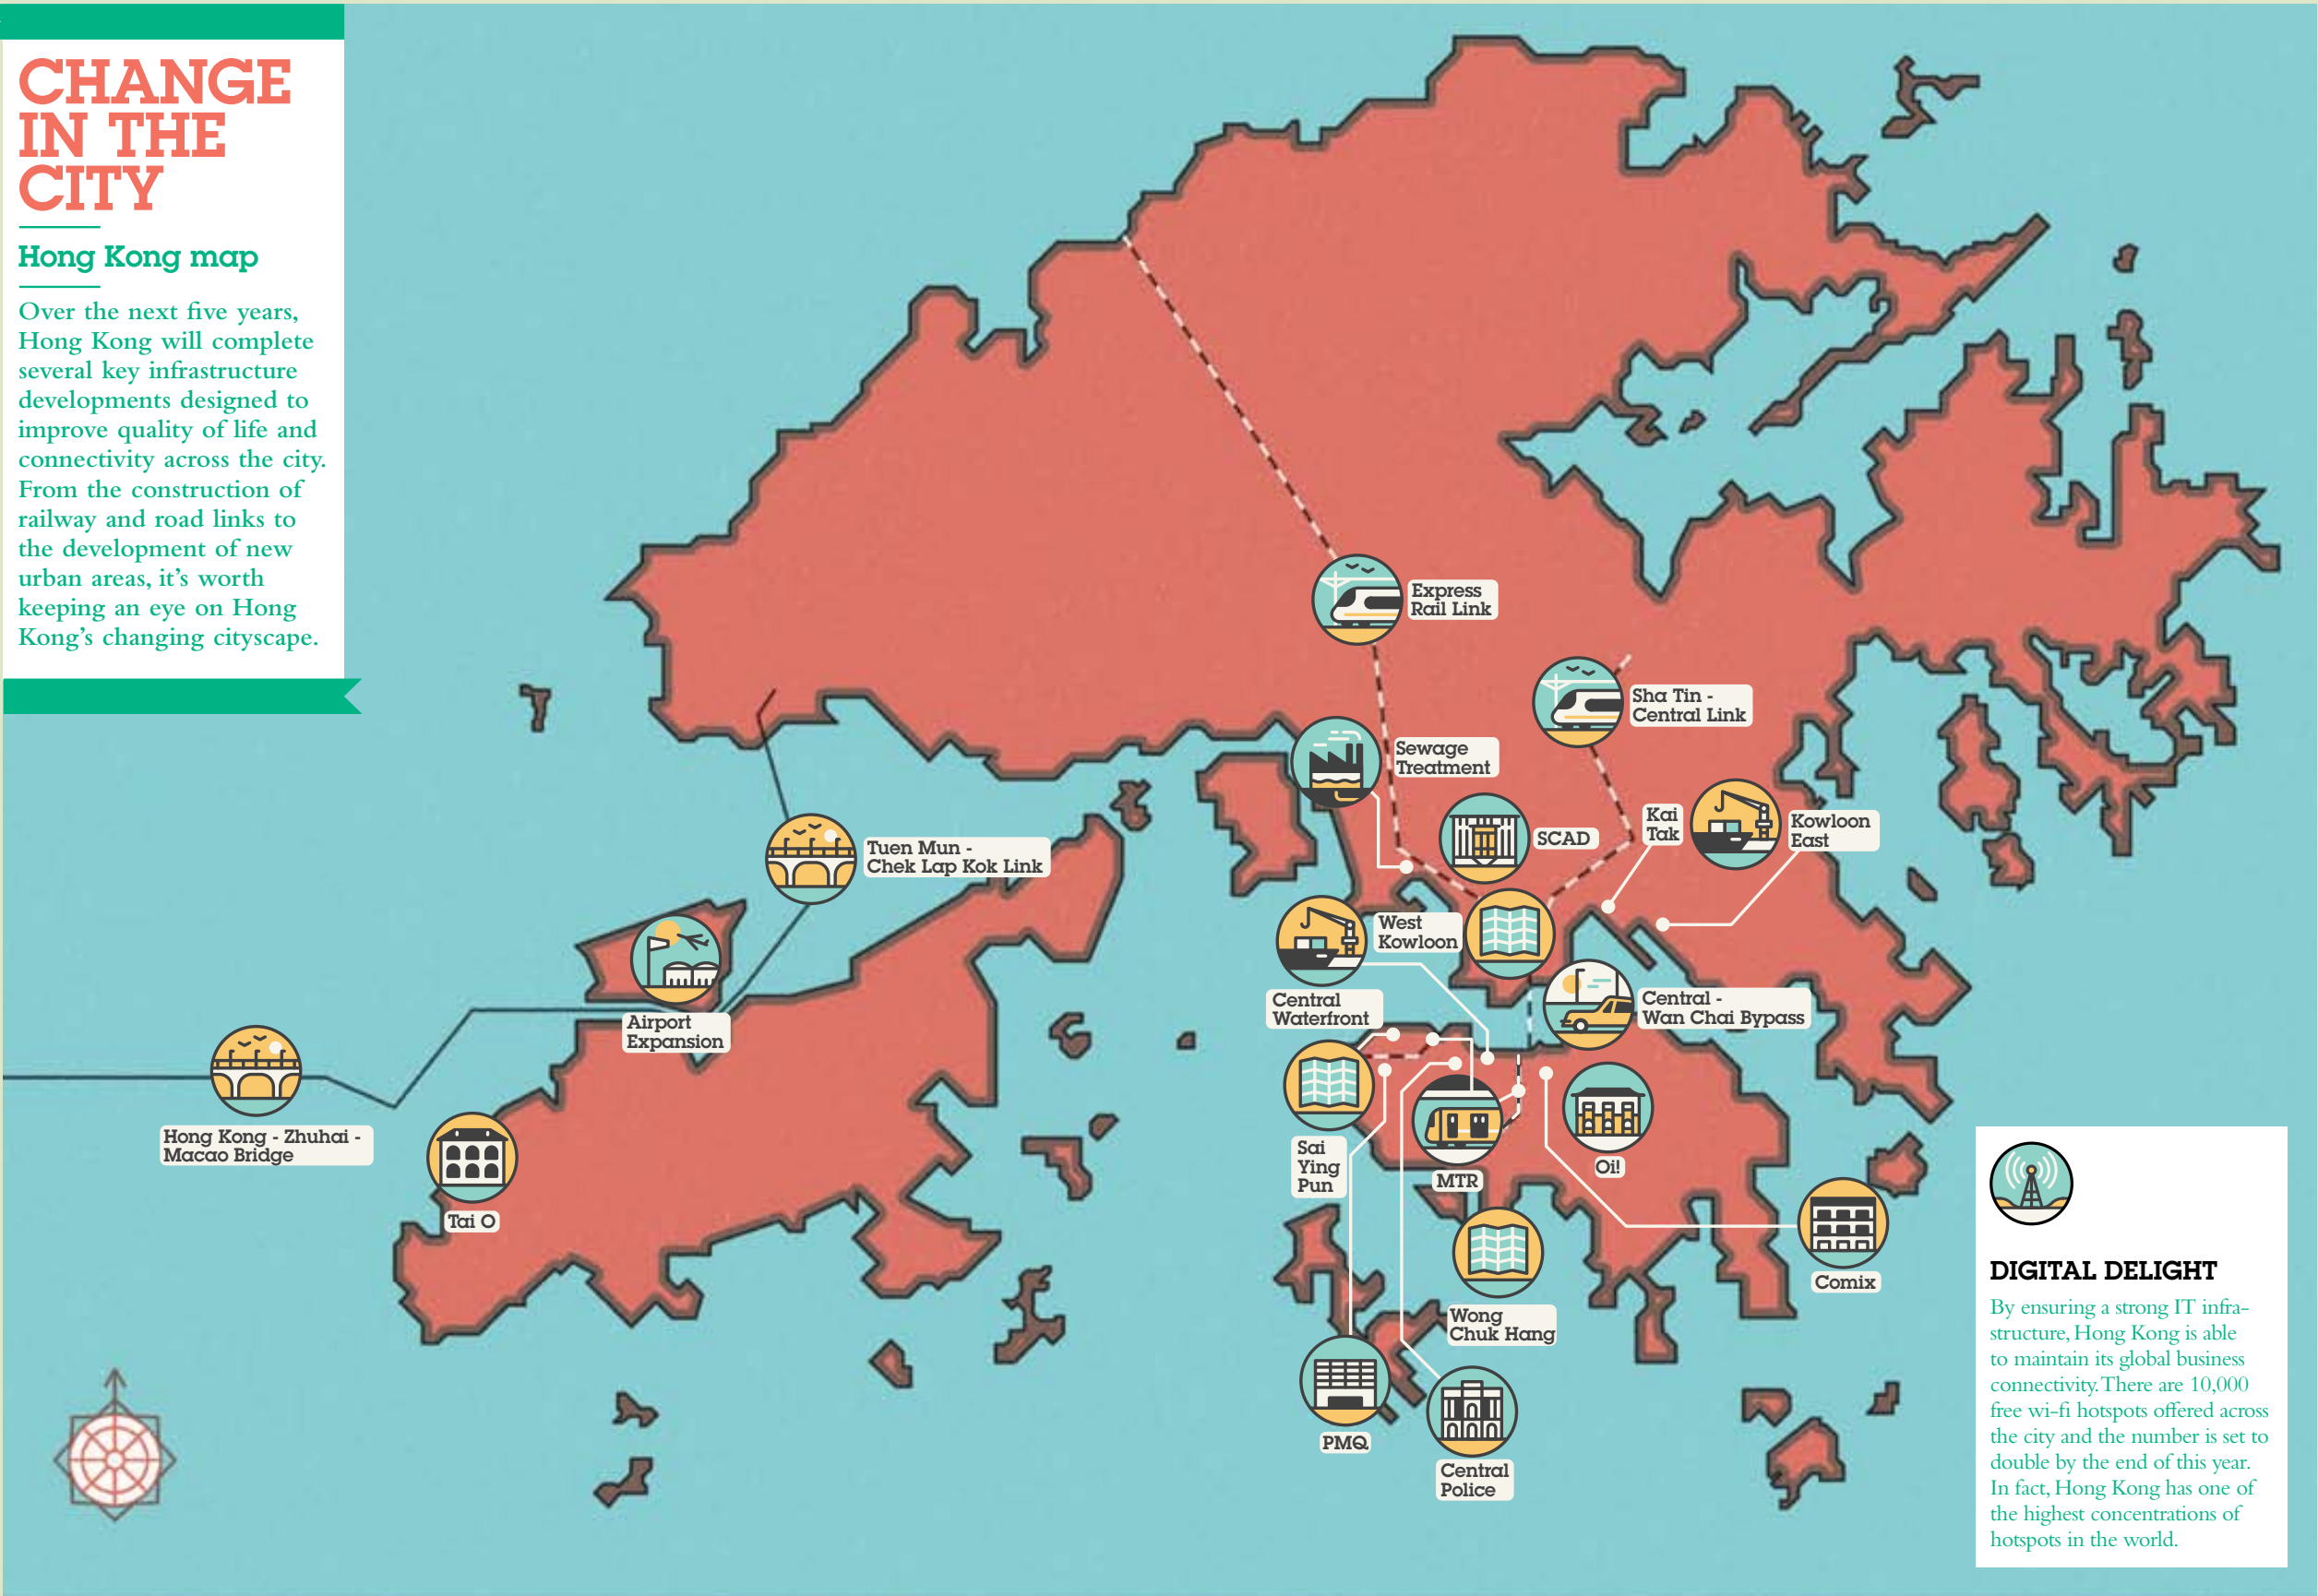 CHANGE
IN THE
CITY
Hong Kong map
Over the next five years,
Hong Kong will complete
several key infrastructure
developments designed to
improve quality of life and
connectivity across the city.
From the construction of
railway and road links to
the development of new
urban areas, it’s worth
keeping an eye on Hong
Kong’s changing cityscape.
Express
Rail Link
Sha Tin -
Central Link
Sewage
Treatment
SCAD
Kai
Tak
Kowloon
East
Tuen Mun -
Chek Lap Kok Link
West
Kowloon
Central
Waterfront
Central -
Wan Chai Bypass
Airport
Expansion
Hong Kong - Zhuhai -
Macao Bridge
Tai O
Sai
Ying
Pun
MTR
Oi!
Comix
Wong
Chuk Hang
PMQ
Central
Police
DIGITAL DELIGHT
By ensuring a strong IT infra-
structure, Hong Kong is able
to maintain its global business
connectivity. There are 10,000
free wi-fi hotspots offered across
the city and the number is set to
double by the end of this year.
In fact, Hong Kong has one of
the highest concentrations of
hotspots in the world.